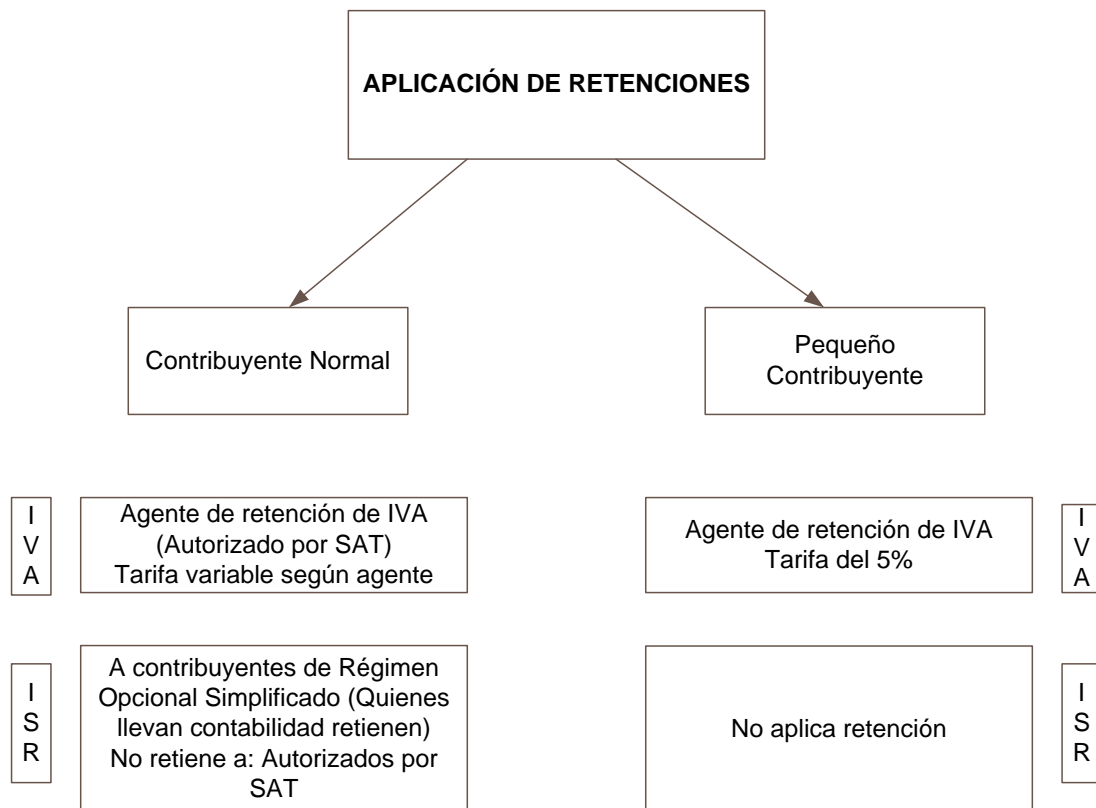 APLICACIÓN DE RETENCIONES
Contribuyente Normal
Pequeño
Contribuyente
I
V
A
Agente de retención de IVA
(Autorizado por SAT)
Tarifa variable según agente
Agente de retención de IVA
Tarifa del 5%
I
V
A
I
S
R
A contribuyentes de Régimen
Opcional Simplificado (Quienes
llevan contabilidad retienen)
No retiene a: Autorizados por
SAT
No aplica retención
I
S
R